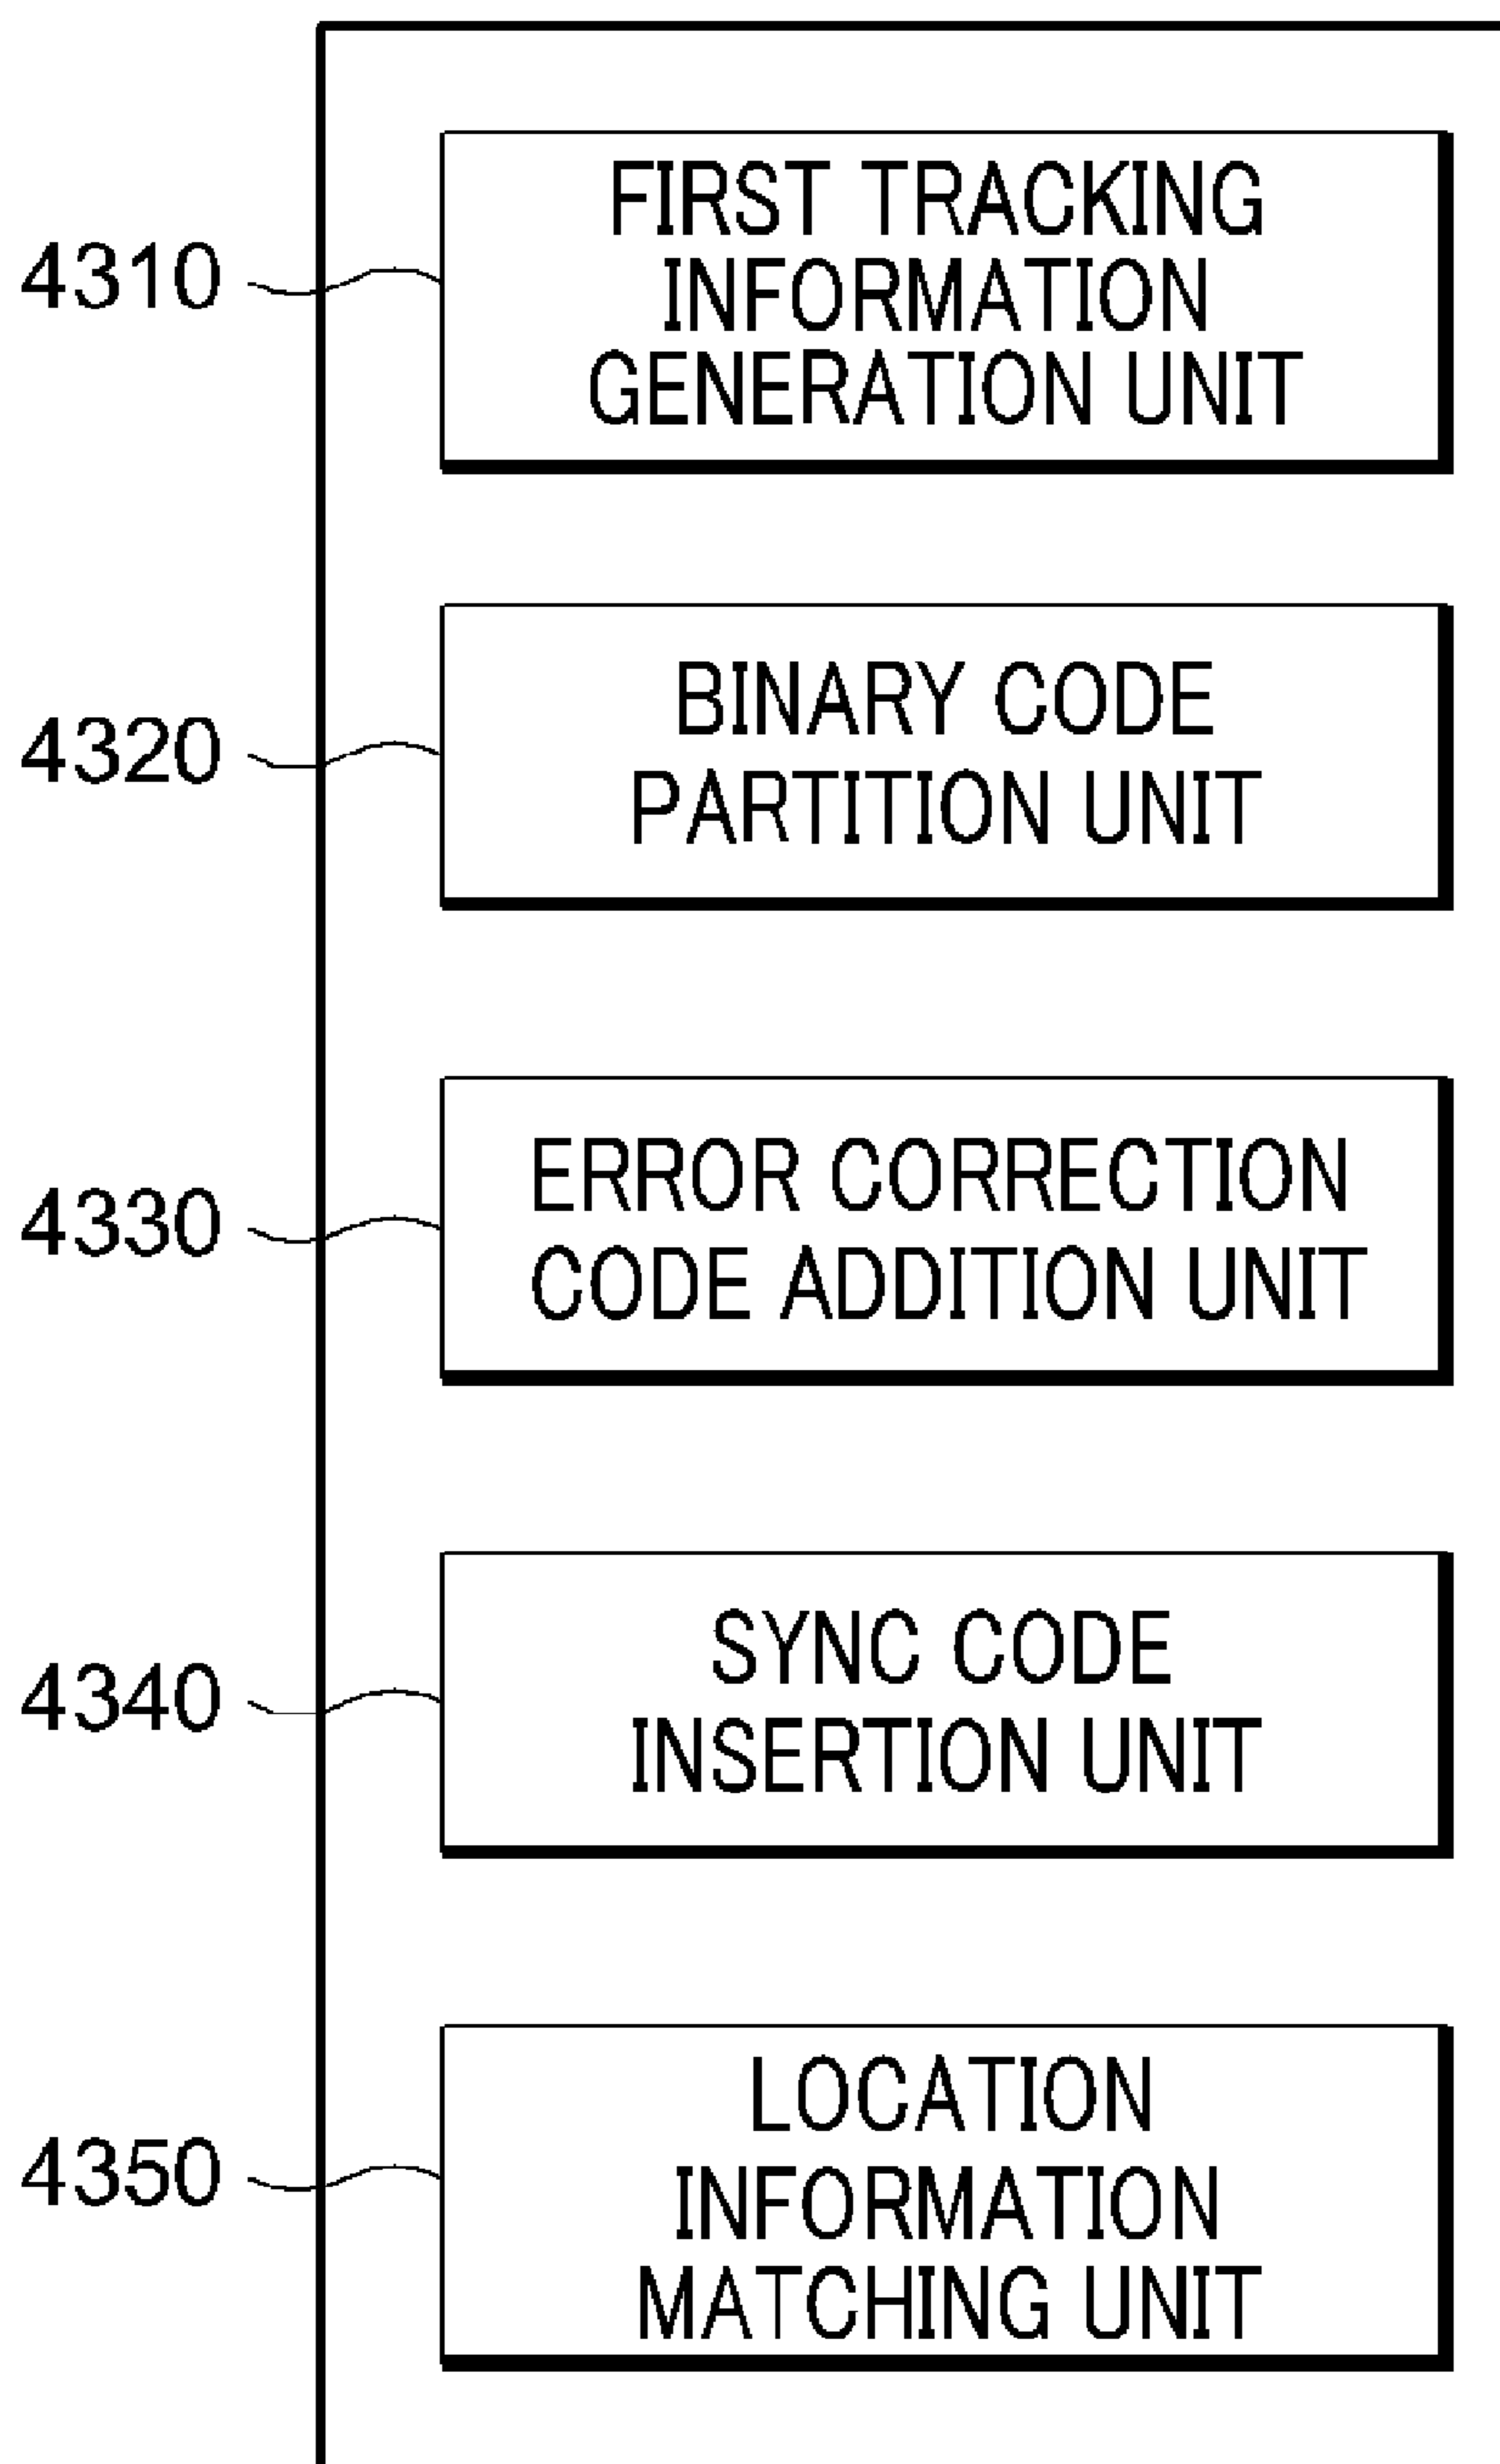 4310
FIRST TRACKING
INFORMATION
GENERATION UNIT
4320
BINARY CODE
PARTITION UNIT
4330
ERROR CORRECTION
CODE ADDITION UNIT
4340
SYNC CODE
INSERTION UNIT
4350
LOCATION
INFORMATION
MATCHING UNIT